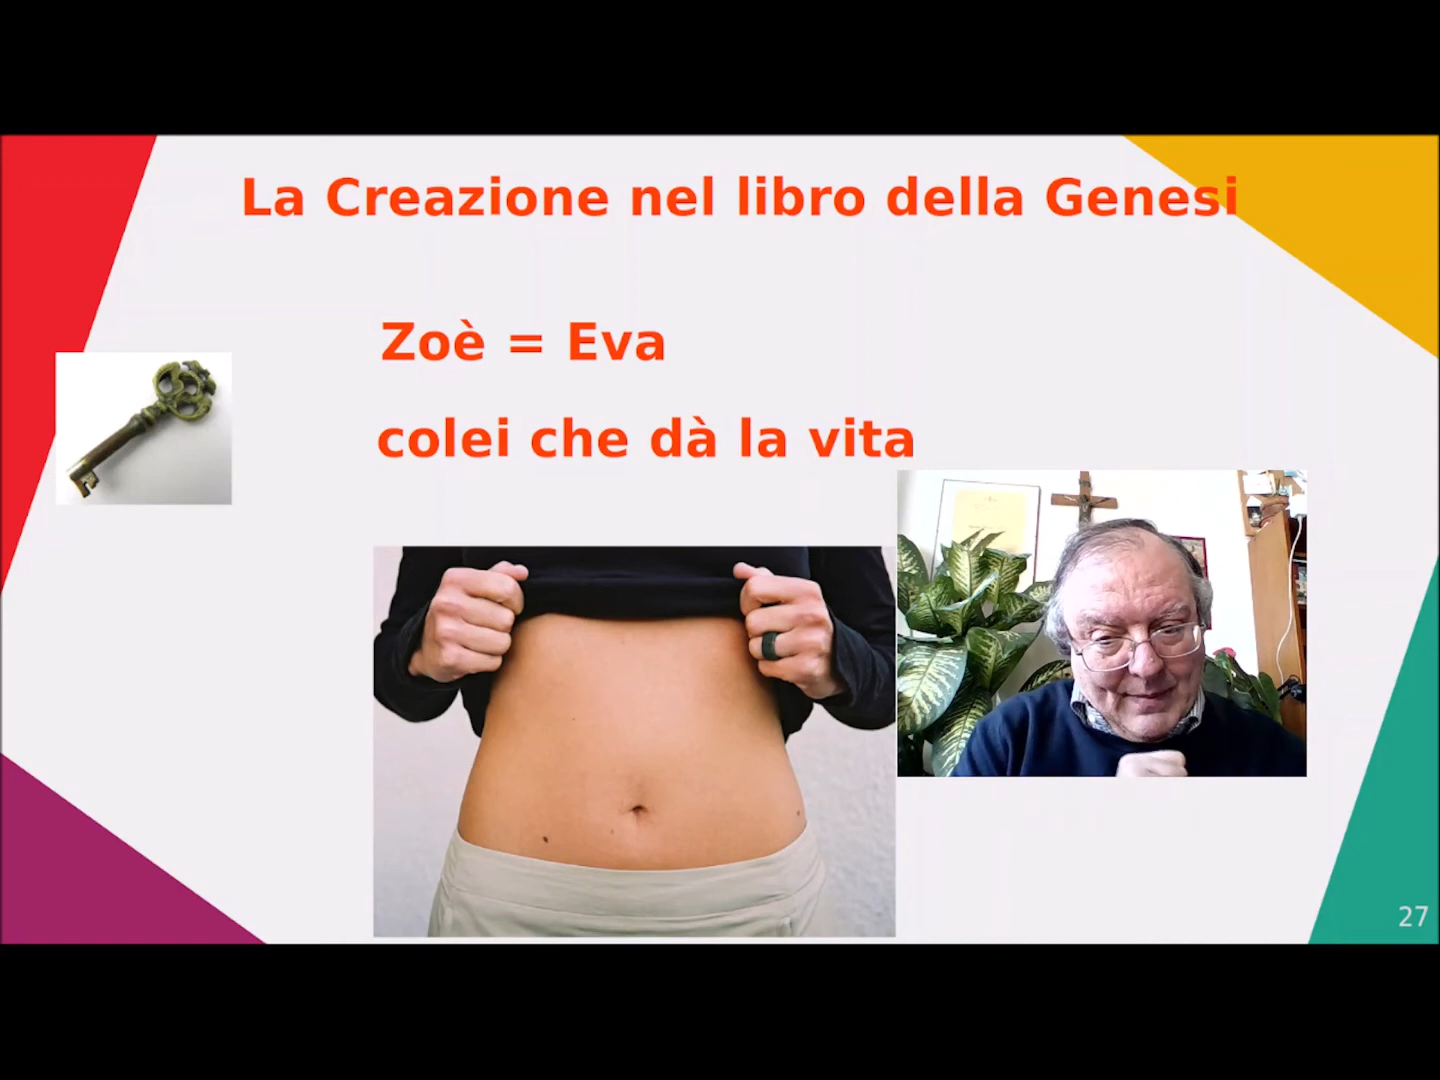 La Creazione nel libro della Genesi
Zoè = Eva
colei che dà la vita
27